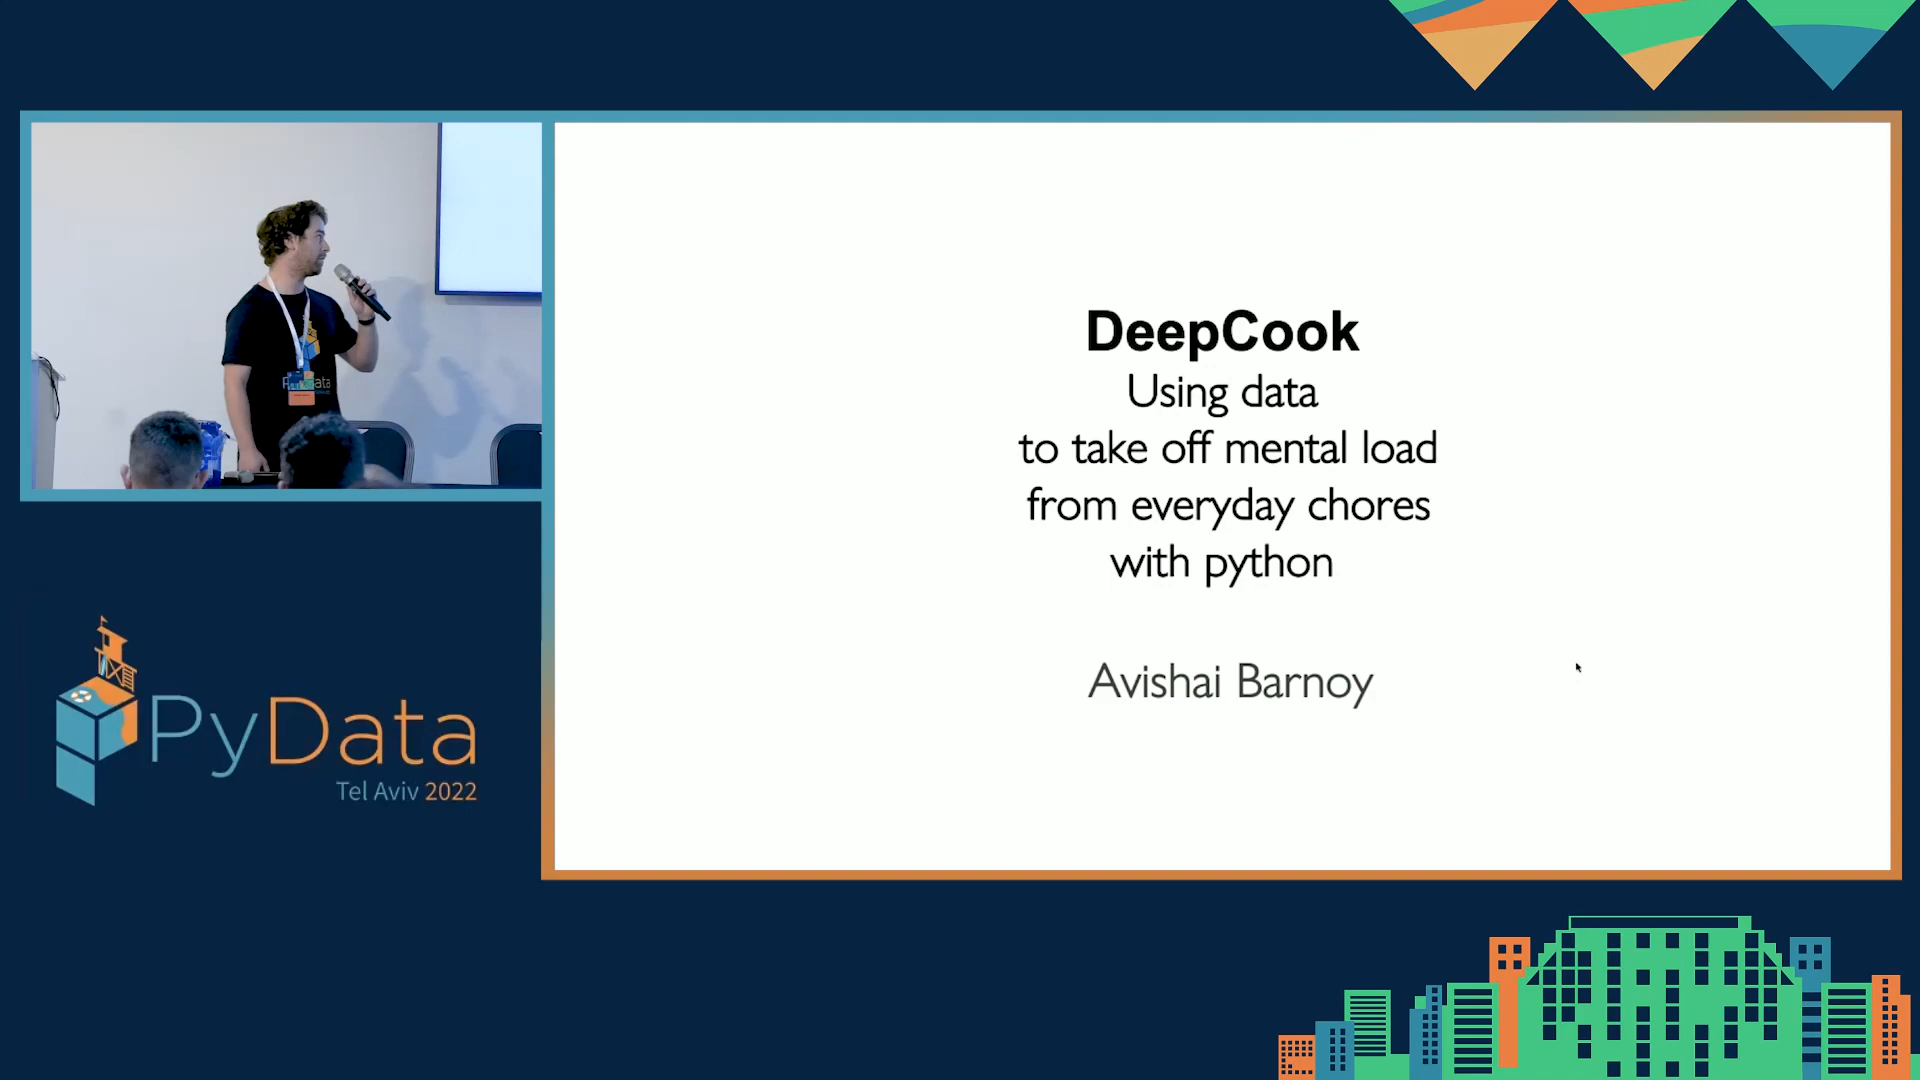 DeepCook
Using data
to take off mental load
from everyday chores
with python
Avishai Barnoy
PyData
Tel Aviv 2022